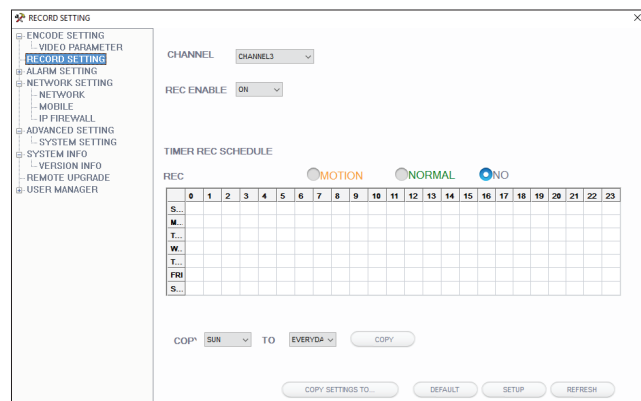 RECORD SETTING
ENCODE SETTING
VIDEO PARAMETER
RECORD SETTING
ALARM SETTING
NETWORK SETTING
NETWORK
MOBILE
IP FIREWALL
ADVANCED SETTING
SYSTEM SETTING
SYSTEM INFO
VERSION INFO
REMOTE UPGRADE
USER MANAGER
CHANNEL CHANNEL3
REC ENABLE ON
TIMER REC SCHEDULE
REC MOTION NORMAL NO
0 1 2 3 4 5 6 7 8 9 10 11 12 13 14 15 16 17 18 19 20 21 22 23
S...
M...
T...
W...
T...
FRI
S...
COPY SUN TO EVERYDA COPY
COPY SETTINGS TO... DEFAULT SETUP REFRESH